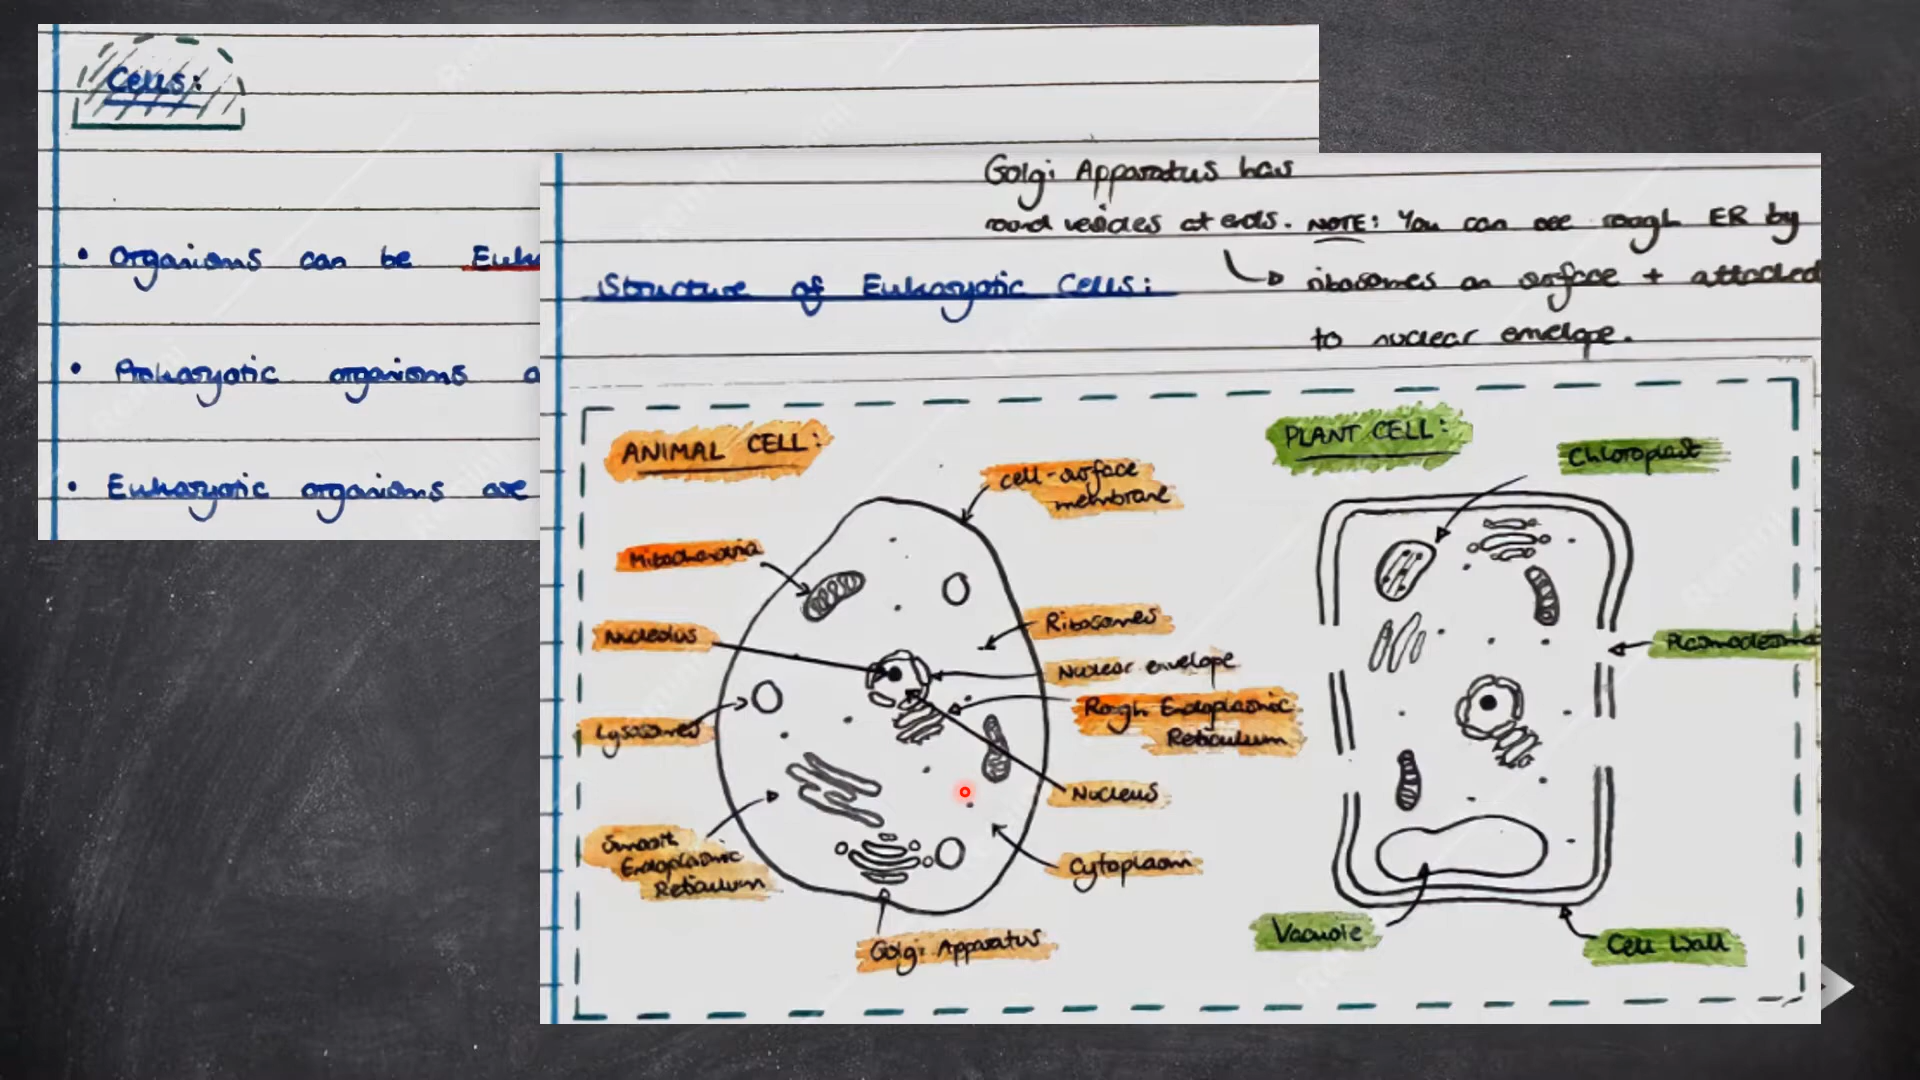 Cells:
• Organisms can be Euka
• Prokaryotic organisms a
• Eukaryotic organisms are
Golgi Apparatus has
round vesicles at ends.
NOTE: You can see rough ER by
ribosomes on surface + attached
to nuclear envelope.
Structure of Eukaryotic Cells:
ANIMAL CELL:
cell-surface
membrane
Mitochondria
Nucleolus
Ribosomes
Nuclear envelope
Rough Endoplasmic
Reticulum
Lysosomes
Nucleus
Smooth
Endoplasmic
Reticulum
Cytoplasm
Golgi Apparatus
PLANT CELL:
Chloroplast
Plasmodesma
Vacuole
Cell Wall
Remini